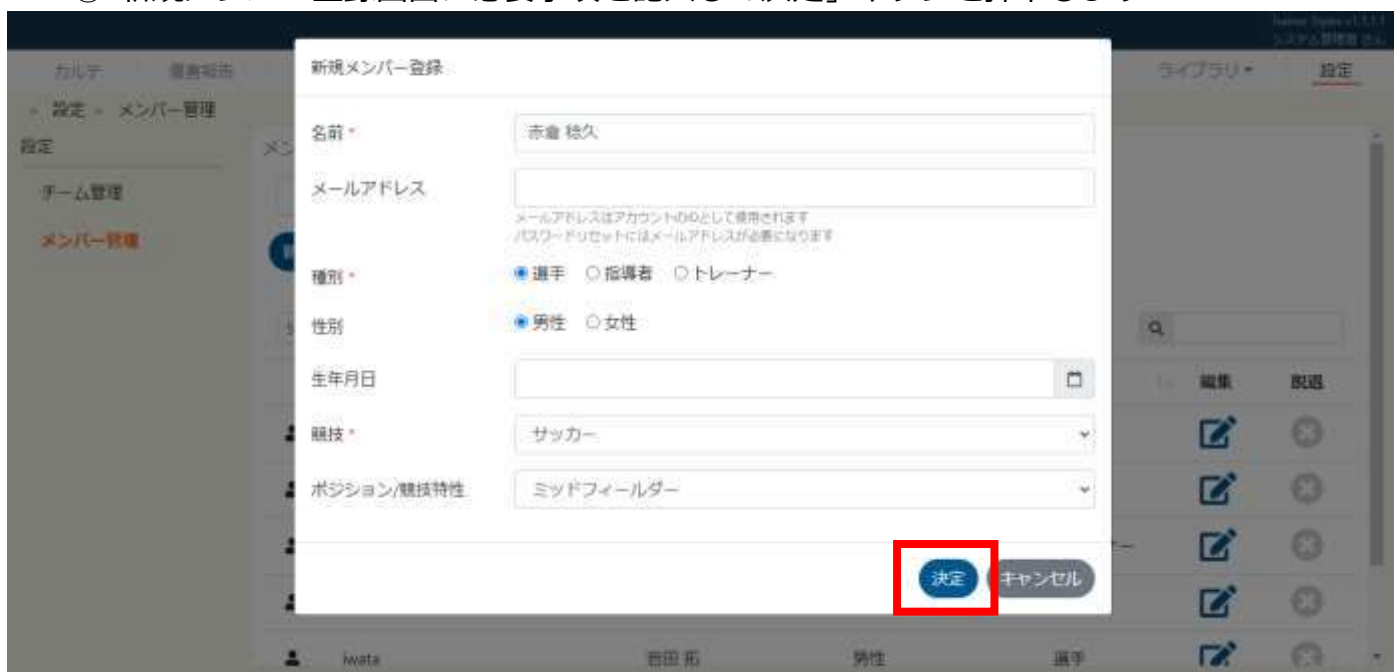 設定
カルテ
ライブラリ
設定
設定 メンバー管理
設定
チーム管理
メンバー管理
新規メンバー登録
名前 *
メールアドレス
メールアドレスはアカウントのIDとして使用されます
パスワードリセットにはメールアドレスが必要になります
種別 * 選手 指導者 トレーナー
性別 男性 女性
生年月日
競技 * サッカー
ポジション/競技特性 ミッドフィールダー
決定 キャンセル
編集 脱退
iwata 岩田 拓 男性 選手